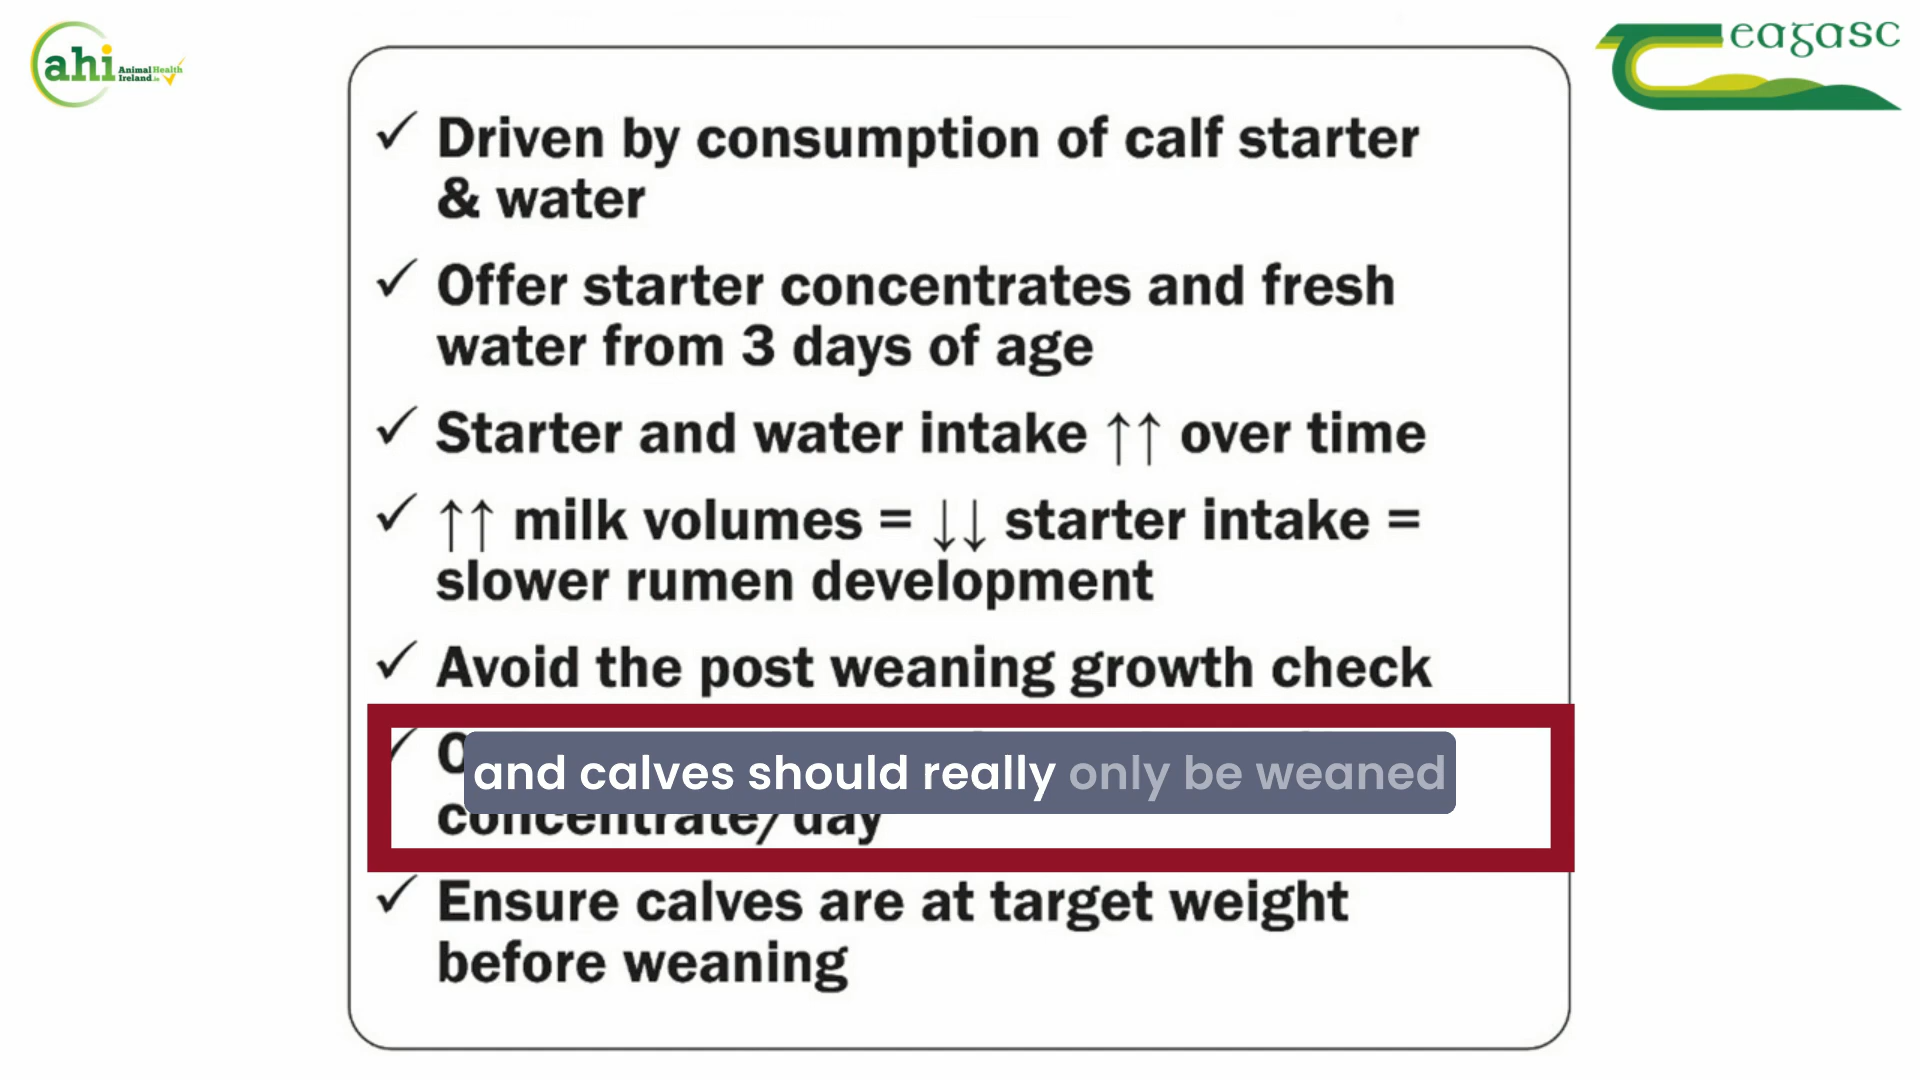 ahi Animal Health
Ireland.ie
eagasc
✓ Driven by consumption of calf starter
& water
✓ Offer starter concentrates and fresh
water from 3 days of age
✓ Starter and water intake ↑↑ over time
✓ ↑↑ milk volumes = ↓↓ starter intake =
slower rumen development
✓ Avoid the post weaning growth check
and calves should really only be weaned
concentrate/day
✓ Ensure calves are at target weight
before weaning